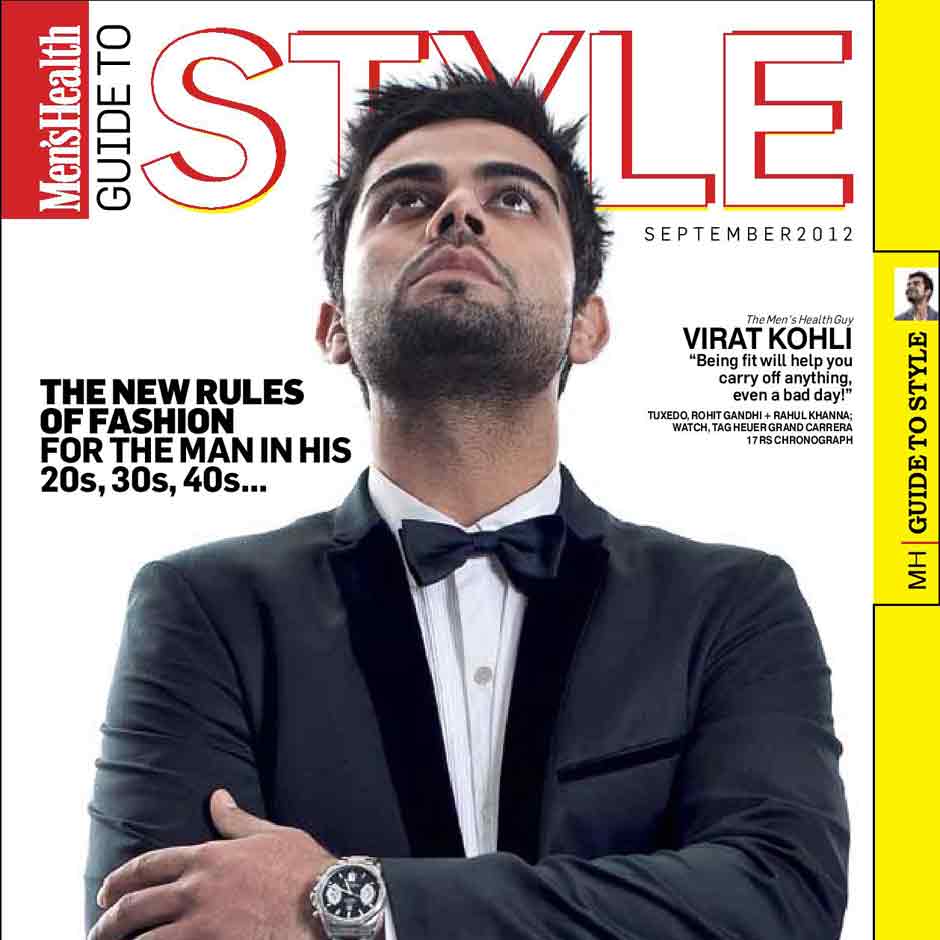 Men'sHealth
GUIDE TO
STYLE
SEPTEMBER2012
The Men's Health Guy
VIRAT KOHLI
“Being fit will help you
carry off anything,
even a bad day!”
TUXEDO, ROHIT GANDHI + RAHUL KHANNA;
WATCH, TAG HEUER GRAND CARRERA
17 RS CHRONOGRAPH
THE NEW RULES
OF FASHION
FOR THE MAN IN HIS
20s, 30s, 40s...
MH | GUIDE TO STYLE